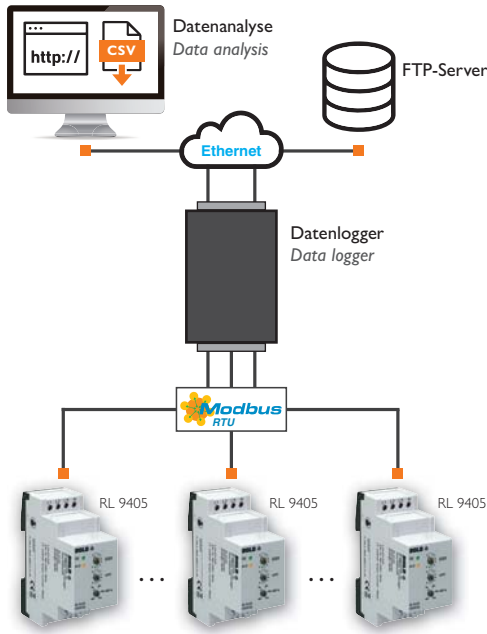 Datenanalyse
Data analysis
http://
CSV
FTP-Server
Ethernet
Datenlogger
Data logger
Modbus
RTU
RL 9405
RL 9405
RL 9405
...
...